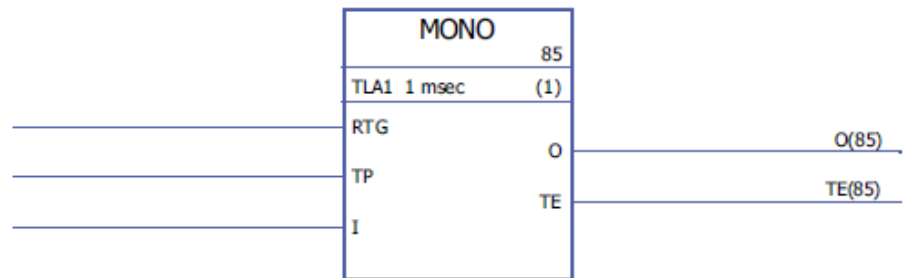 MONO
85
TLA1 1 msec (1)
RTG
O O(85)
TP
TE TE(85)
I